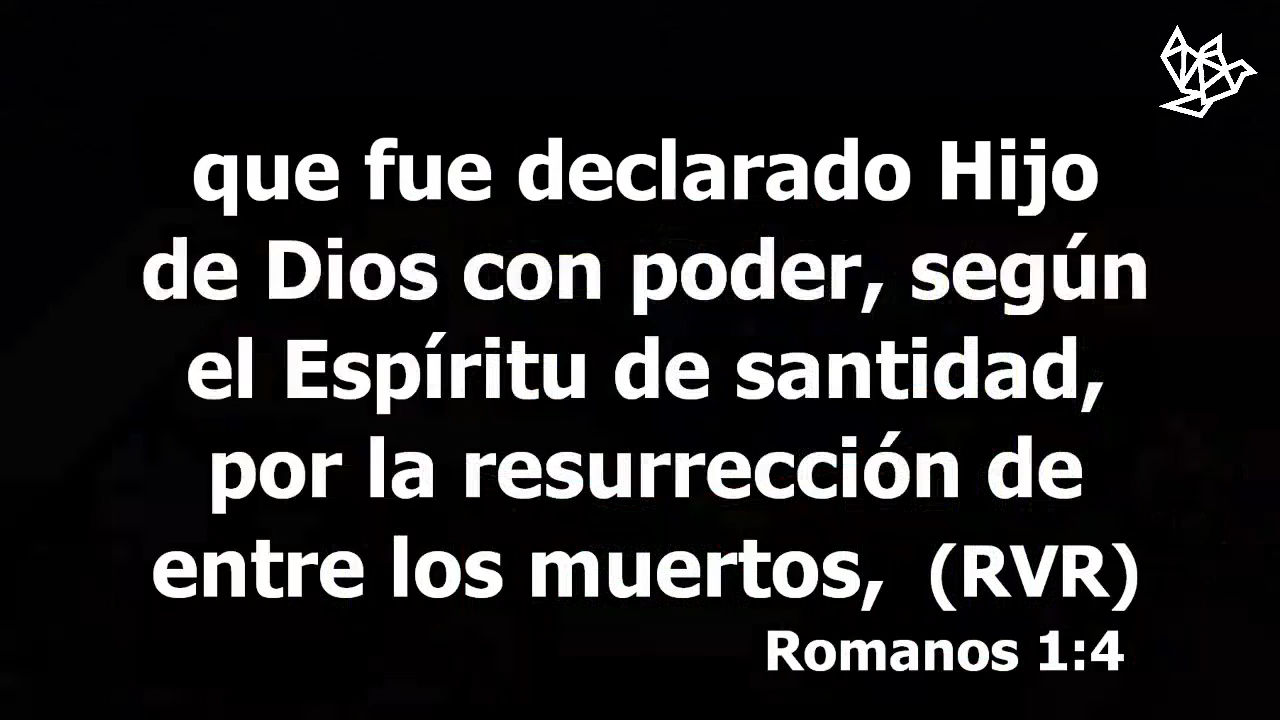 que fue declarado Hijo
de Dios con poder, según
el Espíritu de santidad,
por la resurrección de
entre los muertos, (RVR)
Romanos 1:4